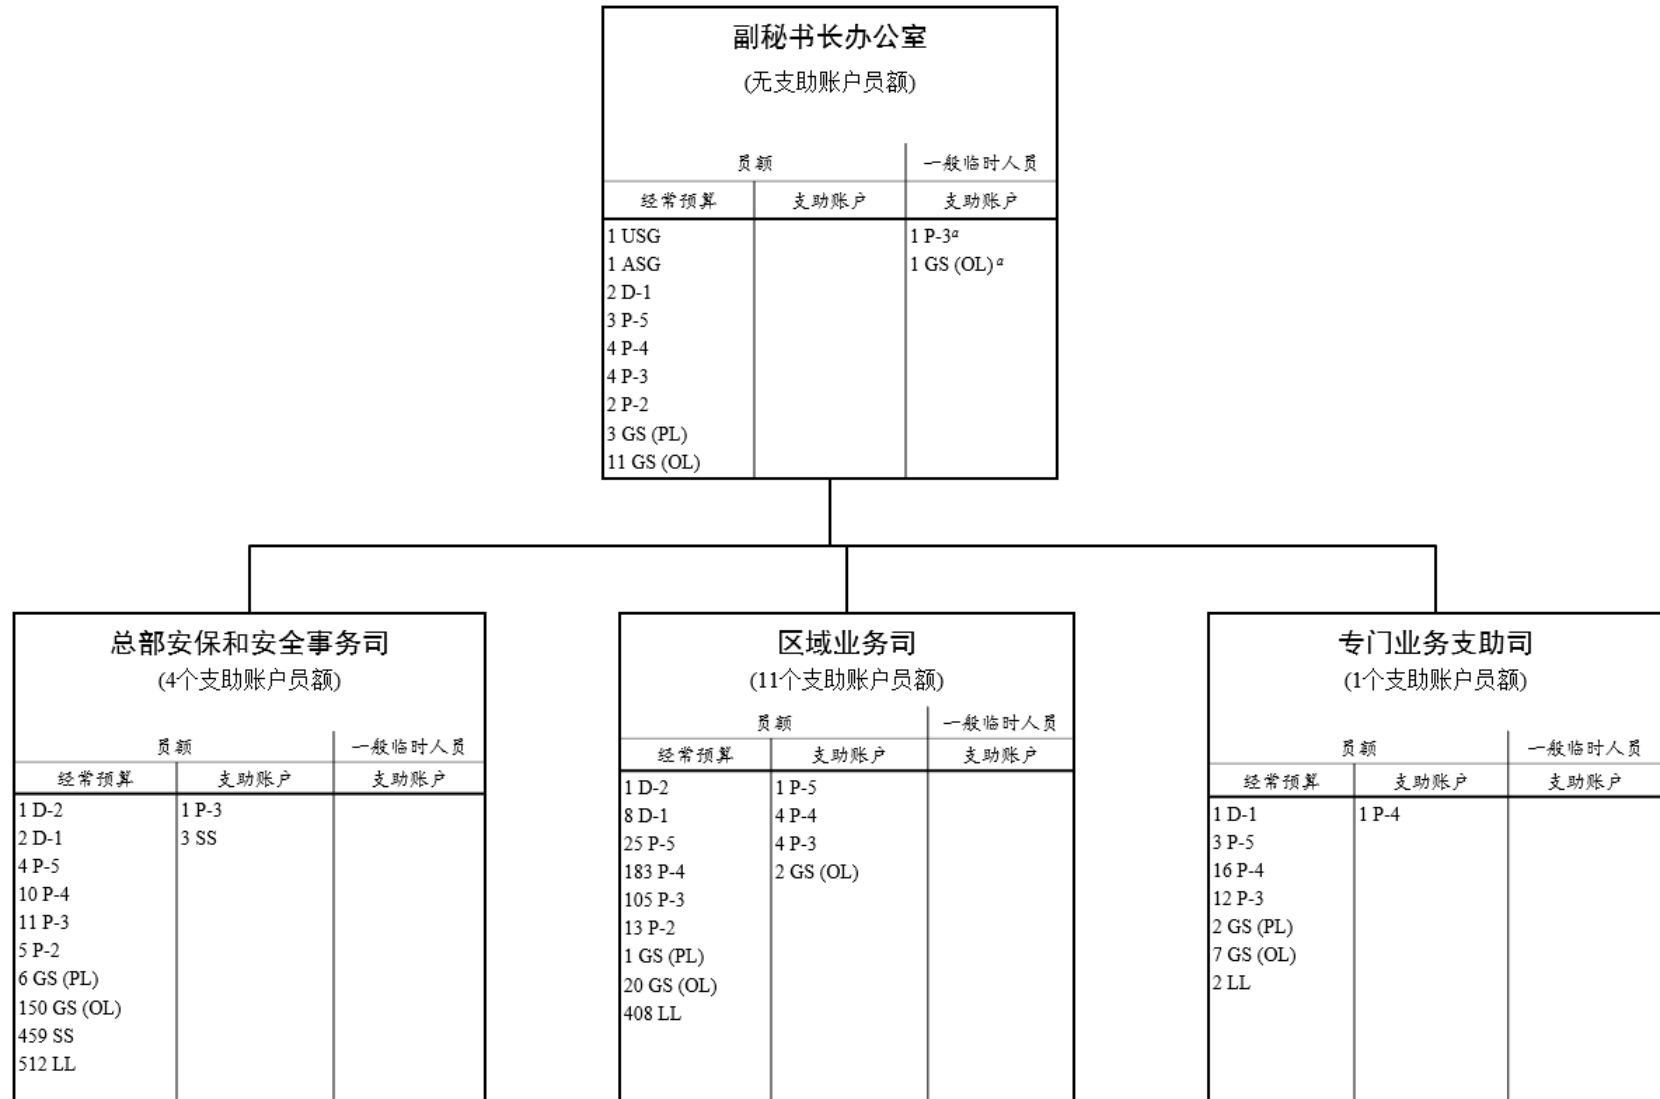 副秘书长办公室
(无支助账户员额)
员额
一般临时人员
经常预算
支助账户
支助账户
1 USG
1 ASG
2 D-1
3 P-5
4 P-4
4 P-3
2 P-2
3 GS (PL)
11 GS (OL)
1 P-3ᵃ
1 GS (OL)ᵃ
总部安保和安全事务司
(4个支助账户员额)
员额
一般临时人员
经常预算
支助账户
支助账户
1 D-2
2 D-1
4 P-5
10 P-4
11 P-3
5 P-2
6 GS (PL)
150 GS (OL)
459 SS
512 LL
1 P-3
3 SS
区域业务司
(11个支助账户员额)
员额
一般临时人员
经常预算
支助账户
支助账户
1 D-2
8 D-1
25 P-5
183 P-4
105 P-3
13 P-2
1 GS (PL)
20 GS (OL)
408 LL
1 P-5
4 P-4
4 P-3
2 GS (OL)
专门业务支助司
(1个支助账户员额)
员额
一般临时人员
经常预算
支助账户
支助账户
1 D-1
3 P-5
16 P-4
12 P-3
2 GS (PL)
7 GS (OL)
2 LL
1 P-4